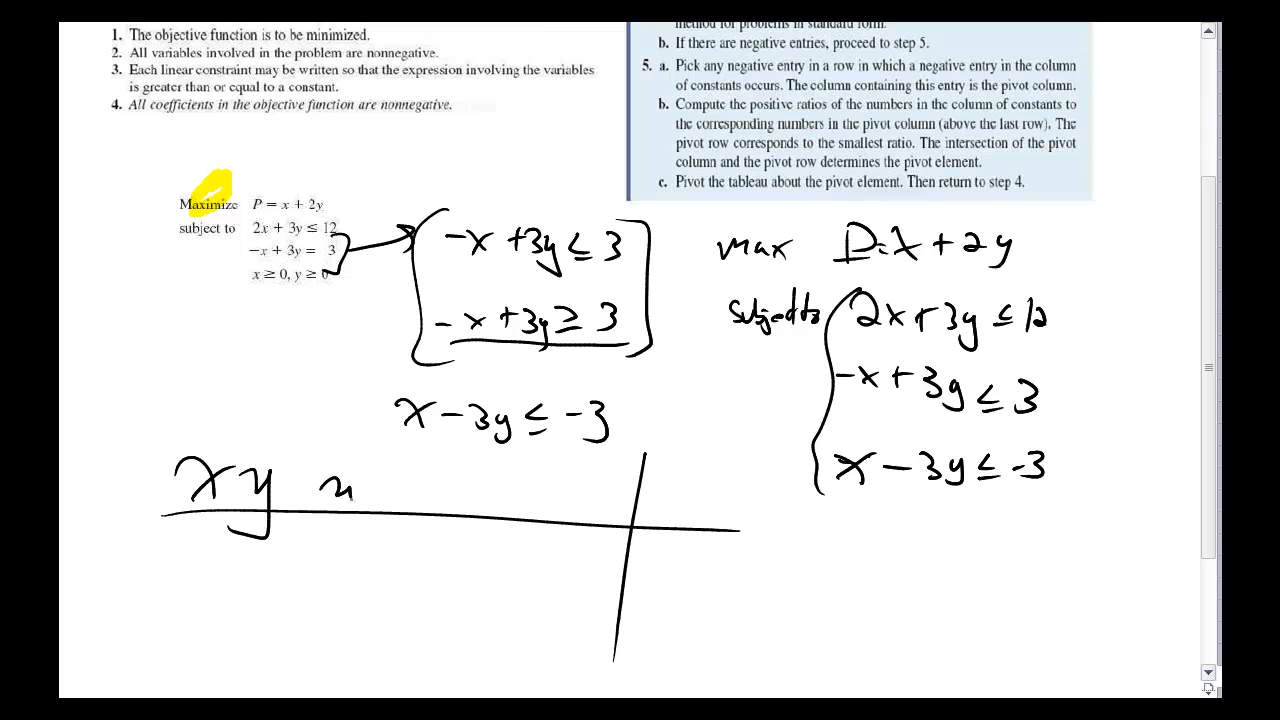 1. The objective function is to be minimized.
2. All variables involved in the problem are nonnegative.
3. Each linear constraint may be written so that the expression involving the variables
is greater than or equal to a constant.
4. All coefficients in the objective function are nonnegative.
method for problems in standard form.
b. If there are negative entries, proceed to step 5.
5. a. Pick any negative entry in a row in which a negative entry in the column
of constants occurs. The column containing this entry is the pivot column.
b. Compute the positive ratios of the numbers in the column of constants to
the corresponding numbers in the pivot column (above the last row). The
pivot row corresponds to the smallest ratio. The intersection of the pivot
column and the pivot row determines the pivot element.
c. Pivot the tableau about the pivot element. Then return to step 4.
Maximize P = x + 2y
subject to 2x + 3y ≤ 12
−x + 3y = 3
x ≥ 0, y ≥ 0
-x + 3y ≤ 3
-x + 3y ≥ 3
x - 3y ≤ -3
max P = x + 2y
subject to 2x + 3y ≤ 12
-x + 3y ≤ 3
x - 3y ≤ -3
x y